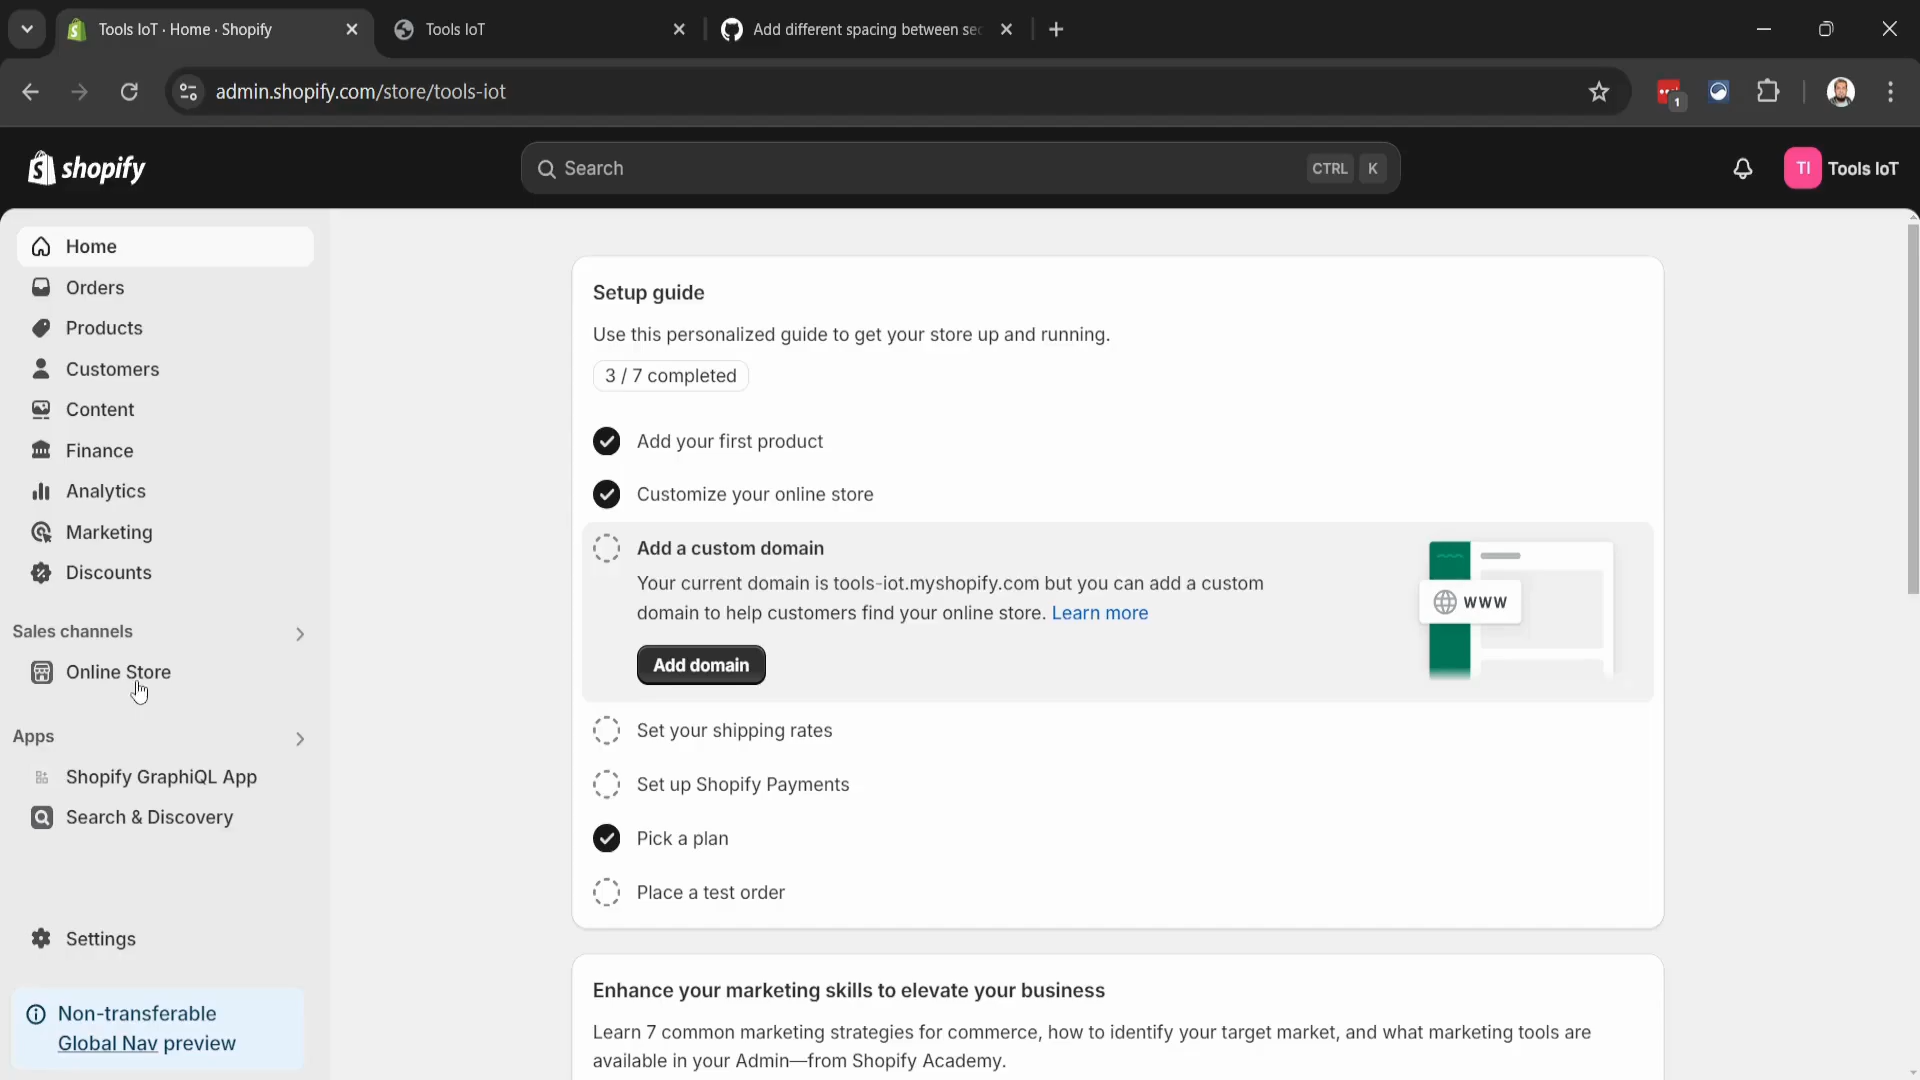 Tools IoT · Home · Shopify
Tools IoT
Add different spacing between sec
admin.shopify.com/store/tools-iot
1
shopify
Search
CTRL K
TI
Tools IoT
Home
Orders
Products
Customers
Content
Finance
Analytics
Marketing
Discounts
Sales channels
Online Store
Apps
Shopify GraphiQL App
Search & Discovery
Settings
Non-transferable
Global Nav preview
Setup guide
Use this personalized guide to get your store up and running.
3 / 7 completed
Add your first product
Customize your online store
Add a custom domain
Your current domain is tools-iot.myshopify.com but you can add a custom
domain to help customers find your online store. Learn more
Add domain
www
Set your shipping rates
Set up Shopify Payments
Pick a plan
Place a test order
Enhance your marketing skills to elevate your business
Learn 7 common marketing strategies for commerce, how to identify your target market, and what marketing tools are
available in your Admin—from Shopify Academy.